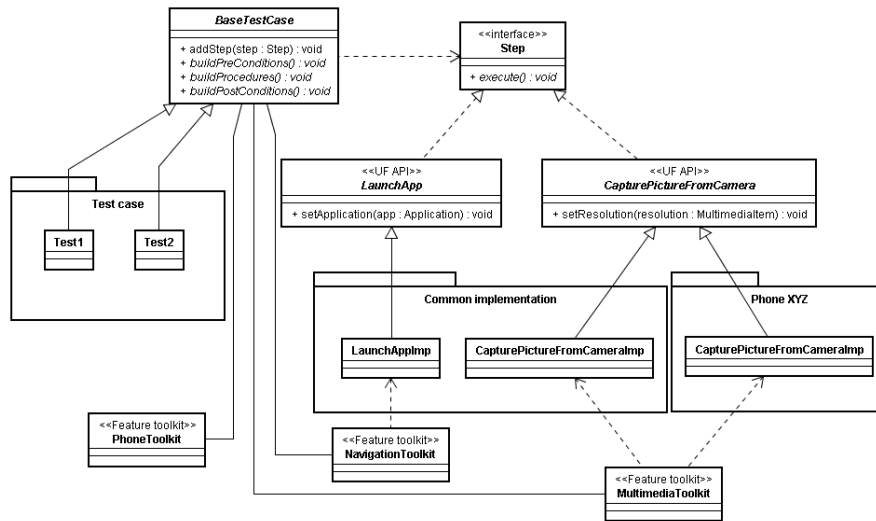 BaseTestCase
+ addStep(step : Step) : void
+ buildPreConditions() : void
+ buildProcedures() : void
+ buildPostConditions() : void
<<interface>>
Step
+ execute() : void
<<UF API>>
LaunchApp
+ setApplication(app : Application) : void
<<UF API>>
CapturePictureFromCamera
+ setResolution(resolution : MultimediaItem) : void
Test case
Test1
Test2
Common implementation
LaunchAppImp
CapturePictureFromCameraImp
Phone XYZ
CapturePictureFromCameraImp
<<Feature toolkit>>
PhoneToolkit
<<Feature toolkit>>
NavigationToolkit
<<Feature toolkit>>
MultimediaToolkit